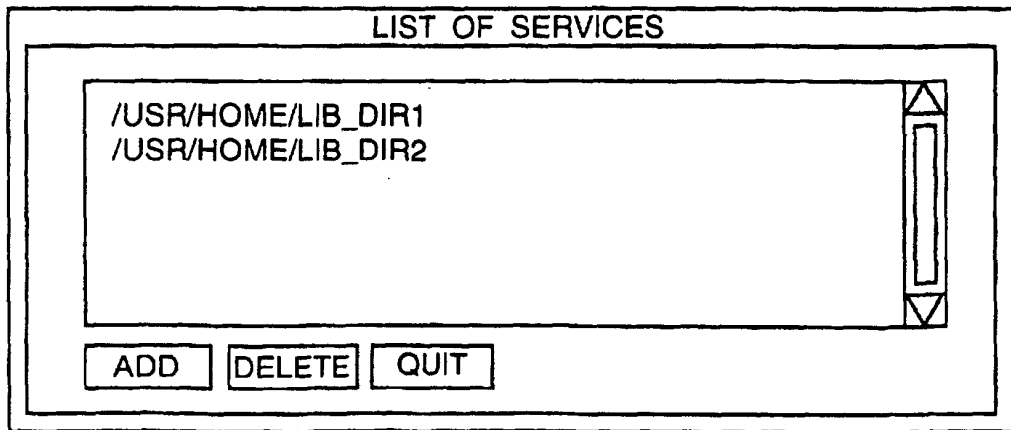 LIST OF SERVICES
/USR/HOME/LIB_DIR1
/USR/HOME/LIB_DIR2
ADD DELETE QUIT